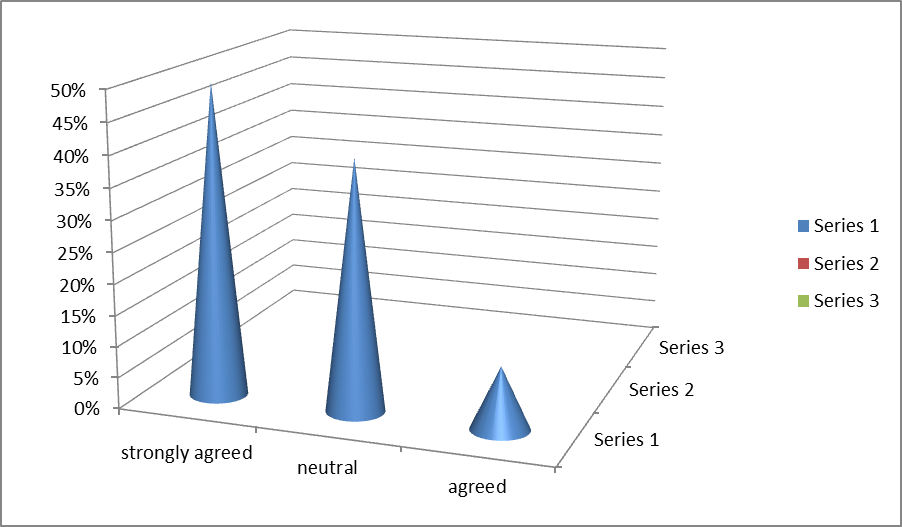 50%
45%
40%
35%
30%
25%
20%
15%
10%
5%
0%
strongly agreed
neutral
agreed
Series 1
Series 2
Series 3
Series 1
Series 2
Series 3